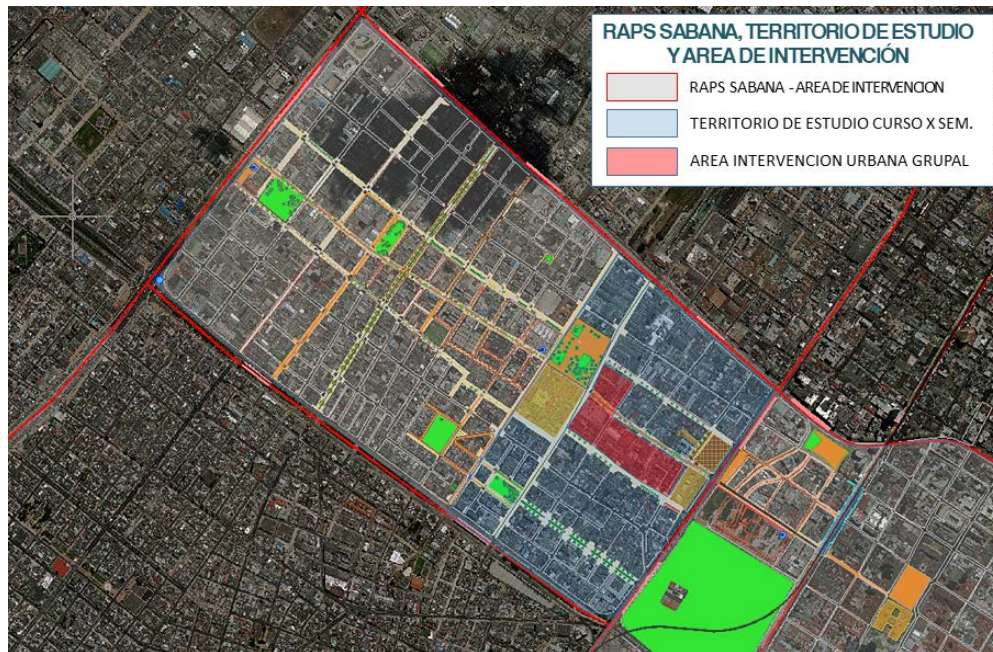 RAPS SABANA, TERRITORIO DE ESTUDIO
Y AREA DE INTERVENCIÓN
RAPS SABANA - AREA DE INTERVENCION
TERRITORIO DE ESTUDIO CURSO X SEM.
AREA INTERVENCION URBANA GRUPAL